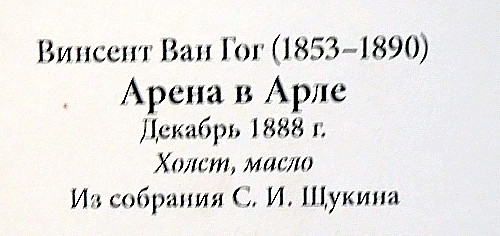 Винсент Ван Гог (1853–1890)
Арена в Арле
Декабрь 1888 г.
Холст, масло
Из собрания С. И. Щукина